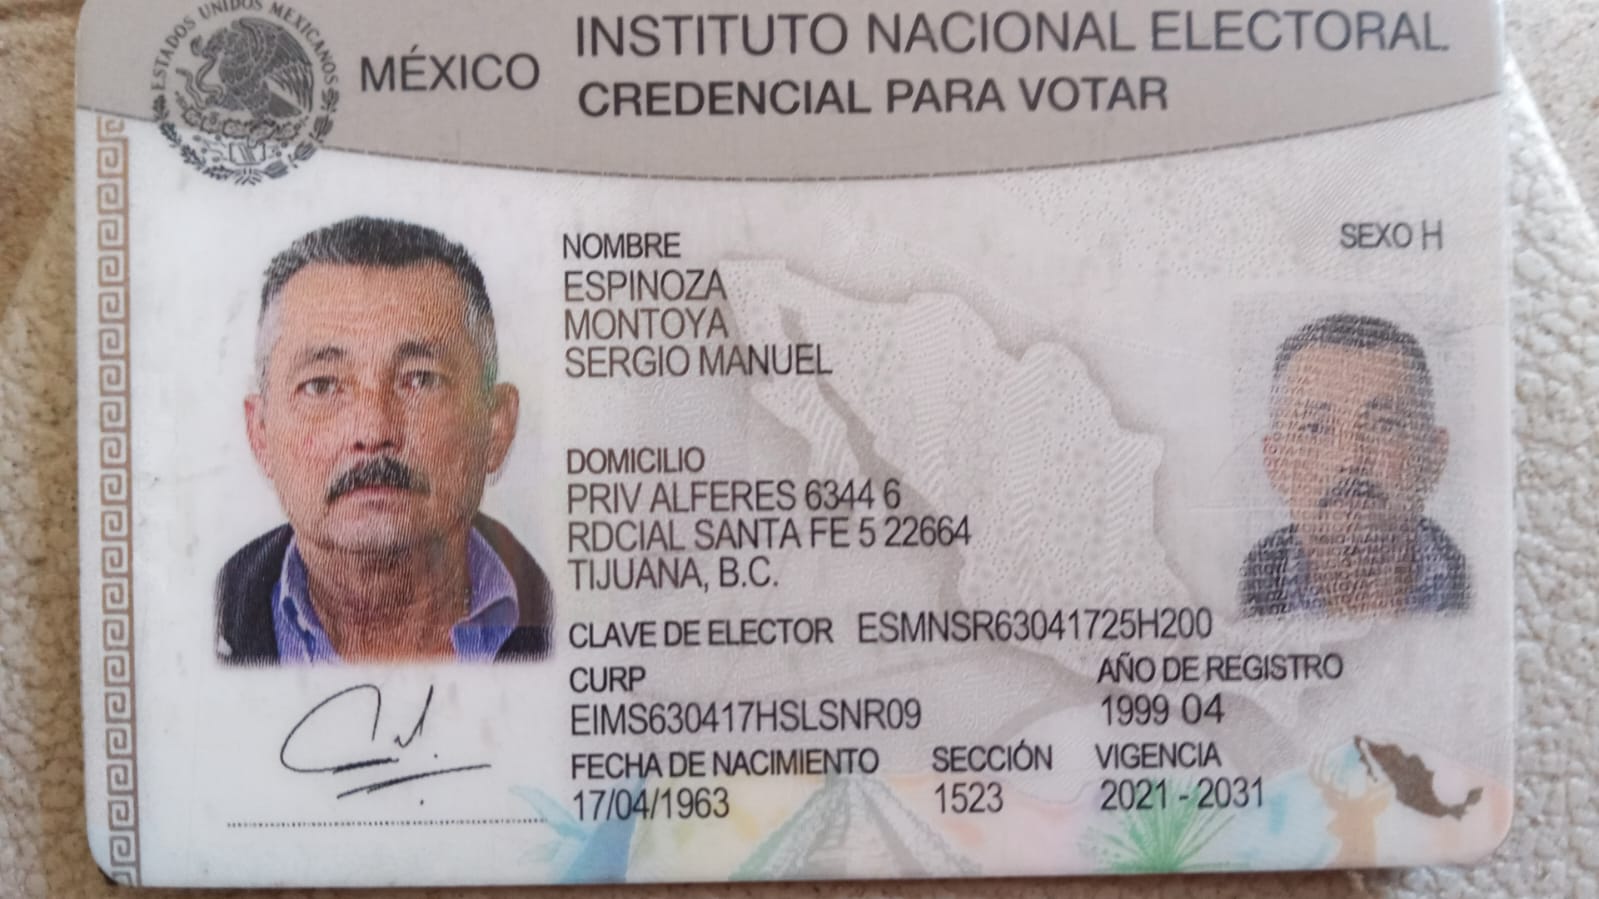 ESTADOS UNIDOS MEXICANOS
MÉXICO
INSTITUTO NACIONAL ELECTORAL
CREDENCIAL PARA VOTAR
NOMBRE
ESPINOZA
MONTOYA
SERGIO MANUEL
SEXO H
DOMICILIO
PRIV ALFERES 6344 6
RDCIAL SANTA FE 5 22664
TIJUANA, B.C.
CLAVE DE ELECTOR ESMNSR63041725H200
CURP
EIMS630417HSLSNR09
AÑO DE REGISTRO
1999 04
FECHA DE NACIMIENTO
17/04/1963
SECCIÓN
1523
VIGENCIA
2021 - 2031